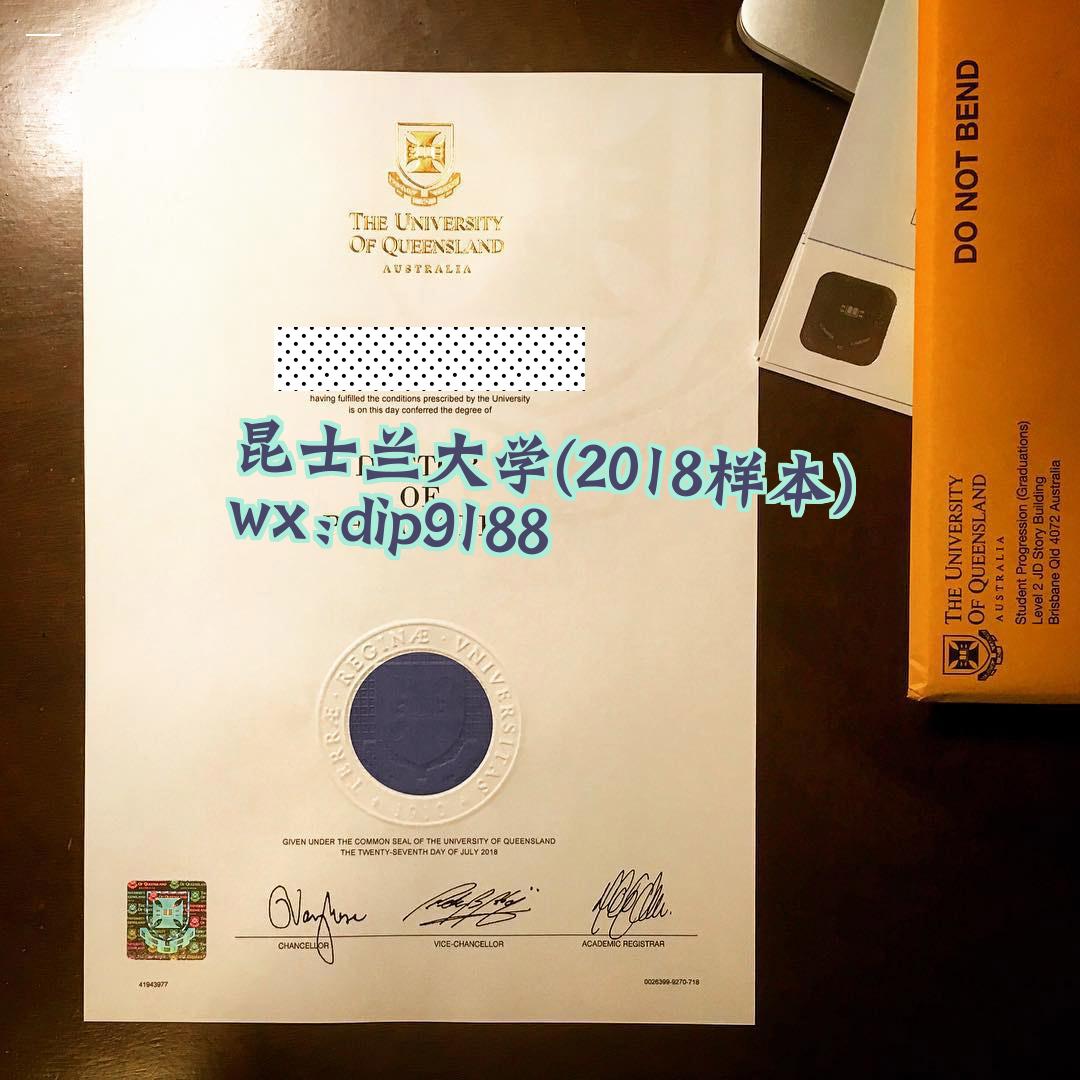 THE UNIVERSITY
OF QUEENSLAND
AUSTRALIA
having fulfilled the conditions prescribed by the University
is on this day conferred the degree of
昆士兰大学(2018样本)
OF
wx:dip9188
TERRÆ · REGINÆ · VNIVERSITAS
GIVEN UNDER THE COMMON SEAL OF THE UNIVERSITY OF QUEENSLAND
THE TWENTY-SEVENTH DAY OF JULY 2018
CHANCELLOR
VICE-CHANCELLOR
ACADEMIC REGISTRAR
41943977
0026399-9270-718
DO NOT BEND
THE UNIVERSITY
OF QUEENSLAND
AUSTRALIA
Student Progression (Graduations)
Level 2 JD Story Building
Brisbane Qld 4072 Australia